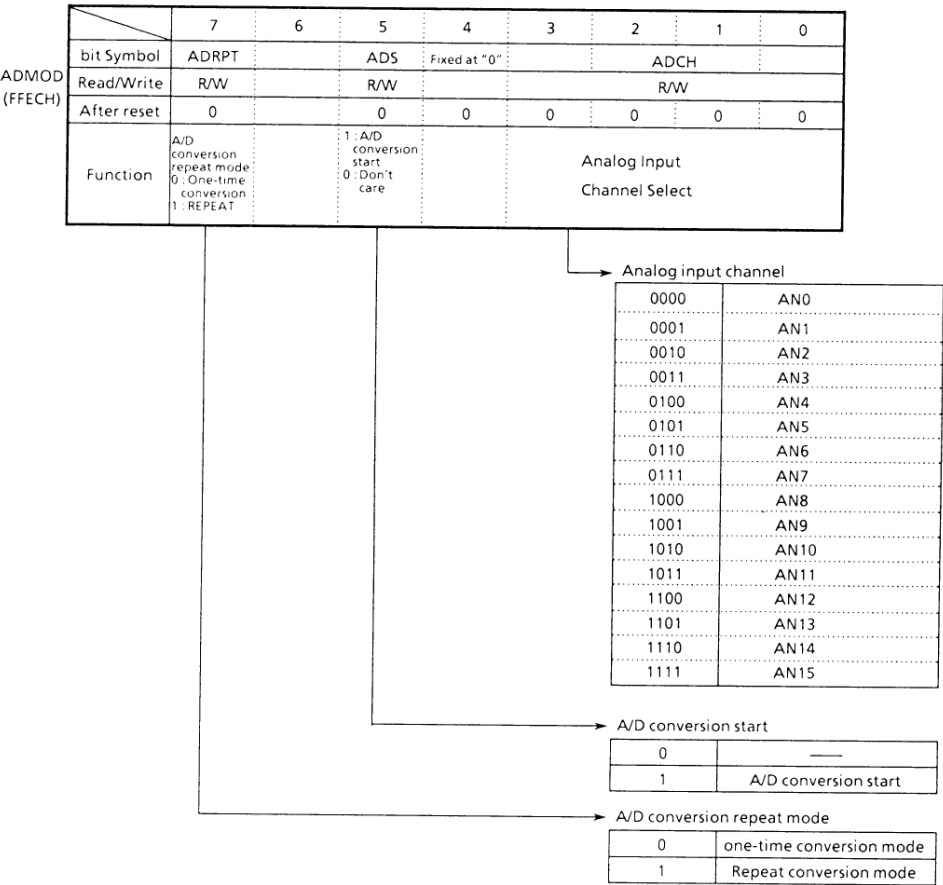 7 6 5 4 3 2 1 0
bit Symbol ADRPT ADS Fixed at "0" ADCH
ADMOD
(FFECH)
Read/Write R/W R/W R/W
After reset 0 0 0 0 0 0 0
Function
A/D
conversion
repeat mode
0 : One-time
conversion
1 : REPEAT
1 : A/D
conversion
start
0 : Don't
care
Analog Input
Channel Select
Analog input channel
0000 AN0
0001 AN1
0010 AN2
0011 AN3
0100 AN4
0101 AN5
0110 AN6
0111 AN7
1000 AN8
1001 AN9
1010 AN10
1011 AN11
1100 AN12
1101 AN13
1110 AN14
1111 AN15
A/D conversion start
0 —
1 A/D conversion start
A/D conversion repeat mode
0 one-time conversion mode
1 Repeat conversion mode